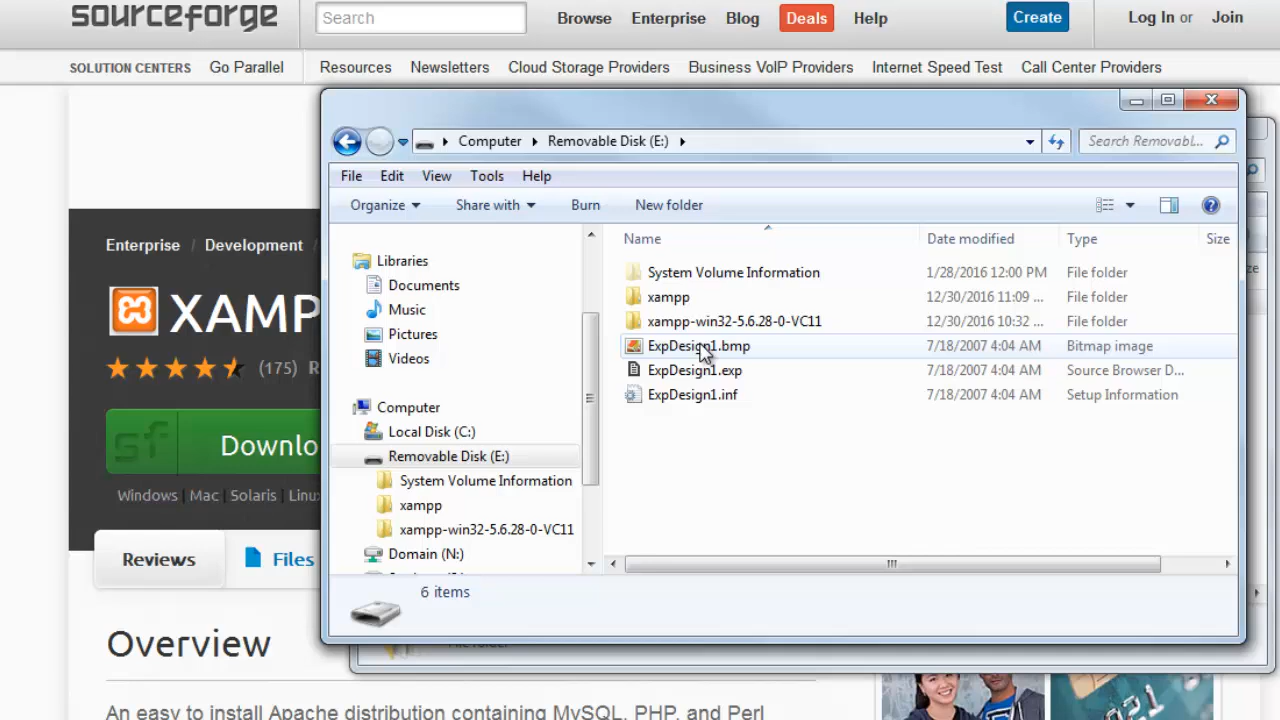 sourceforge
Search
Browse Enterprise Blog Deals Help
Create
Log In or Join
SOLUTION CENTERS Go Parallel Resources Newsletters Cloud Storage Providers Business VoIP Providers Internet Speed Test Call Center Providers
Computer Removable Disk (E:)
Search Removabl...
File Edit View Tools Help
Organize Share with Burn New folder
Enterprise / Development /
XAMP
(175)
sf Downlo
Windows | Mac | Solaris | Linu
Reviews
Files
Libraries
Documents
Music
Pictures
Videos
Computer
Local Disk (C:)
Removable Disk (E:)
System Volume Information
xampp
xampp-win32-5.6.28-0-VC11
Domain (N:)
Name Date modified Type Size
System Volume Information 1/28/2016 12:00 PM File folder
xampp 12/30/2016 11:09 ... File folder
xampp-win32-5.6.28-0-VC11 12/30/2016 10:32 ... File folder
ExpDesign1.bmp 7/18/2007 4:04 AM Bitmap image
ExpDesign1.exp 7/18/2007 4:04 AM Source Browser D...
ExpDesign1.inf 7/18/2007 4:04 AM Setup Information
6 items
Overview
An easy to install Apache distribution containing MySQL, PHP, and Perl